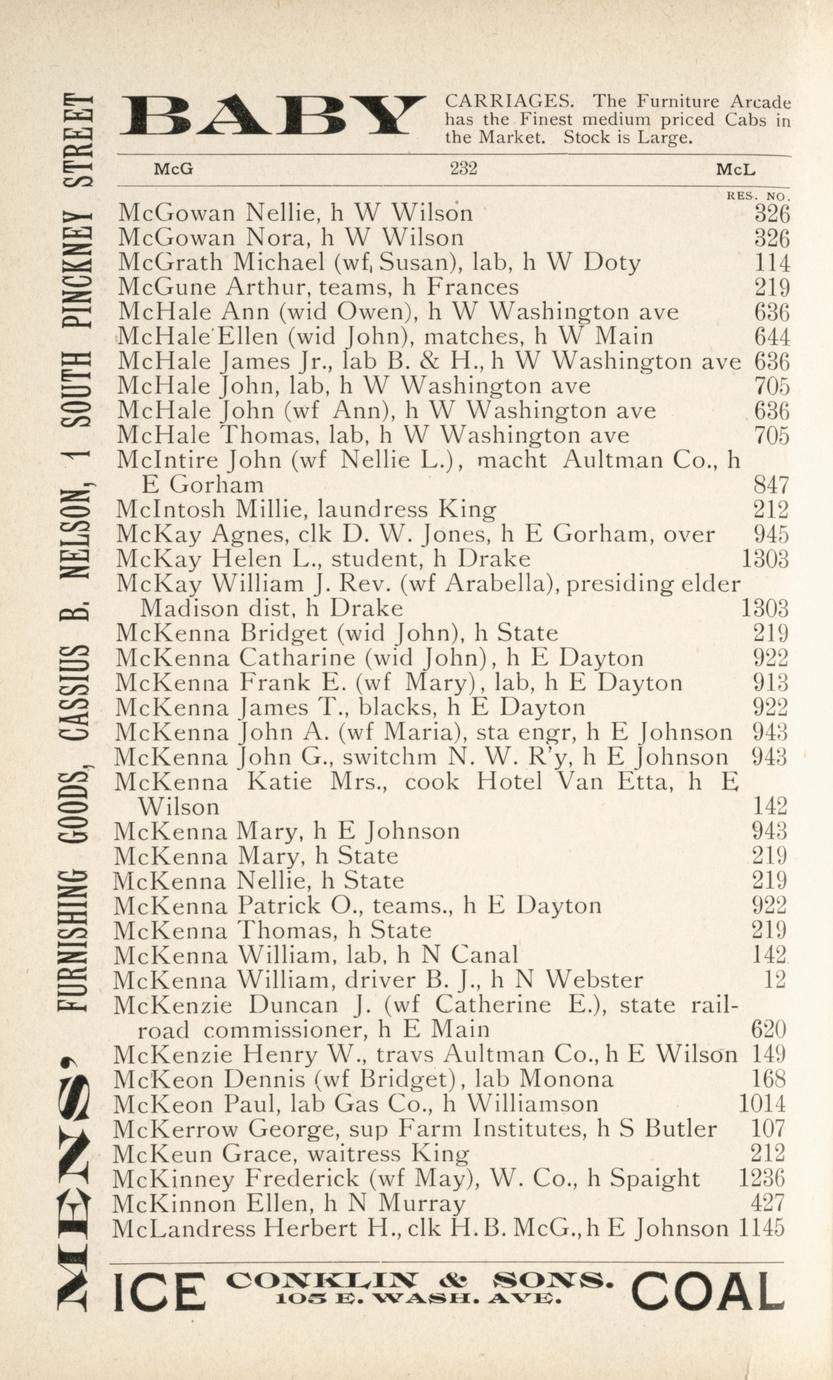 MENS, FURNISHING GOODS, CASSIUS B. NELSON, 1 SOUTH PINCKNEY STREET
BABY
CARRIAGES. The Furniture Arcade
has the Finest medium priced Cabs in
the Market. Stock is Large.
McG 232 McL
RES. NO.
McGowan Nellie, h W Wilson 326
McGowan Nora, h W Wilson 326
McGrath Michael (wf, Susan), lab, h W Doty 114
McGune Arthur, teams, h Frances 219
McHale Ann (wid Owen), h W Washington ave 636
McHale Ellen (wid John), matches, h W Main 644
McHale James Jr., lab B. & H., h W Washington ave 636
McHale John, lab, h W Washington ave 705
McHale John (wf Ann), h W Washington ave 636
McHale Thomas, lab, h W Washington ave 705
McIntire John (wf Nellie L.), macht Aultman Co., h
E Gorham 847
McIntosh Millie, laundress King 212
McKay Agnes, clk D. W. Jones, h E Gorham, over 945
McKay Helen L., student, h Drake 1303
McKay William J. Rev. (wf Arabella), presiding elder
Madison dist, h Drake 1303
McKenna Bridget (wid John), h State 219
McKenna Catharine (wid John), h E Dayton 922
McKenna Frank E. (wf Mary), lab, h E Dayton 913
McKenna James T., blacks, h E Dayton 922
McKenna John A. (wf Maria), sta engr, h E Johnson 943
McKenna John G., switchm N. W. R'y, h E Johnson 943
McKenna Katie Mrs., cook Hotel Van Etta, h E
Wilson 142
McKenna Mary, h E Johnson 943
McKenna Mary, h State 219
McKenna Nellie, h State 219
McKenna Patrick O., teams., h E Dayton 922
McKenna Thomas, h State 219
McKenna William, lab, h N Canal 142
McKenna William, driver B. J., h N Webster 12
McKenzie Duncan J. (wf Catherine E.), state rail-
road commissioner, h E Main 620
McKenzie Henry W., travs Aultman Co., h E Wilson 149
McKeon Dennis (wf Bridget), lab Monona 168
McKeon Paul, lab Gas Co., h Williamson 1014
McKerrow George, sup Farm Institutes, h S Butler 107
McKeun Grace, waitress King 212
McKinney Frederick (wf May), W. Co., h Spaight 1236
McKinnon Ellen, h N Murray 427
McLandress Herbert H., clk H. B. McG., h E Johnson 1145
ICE CONKLIN & SONS. COAL
105 E. WASH. AVE.